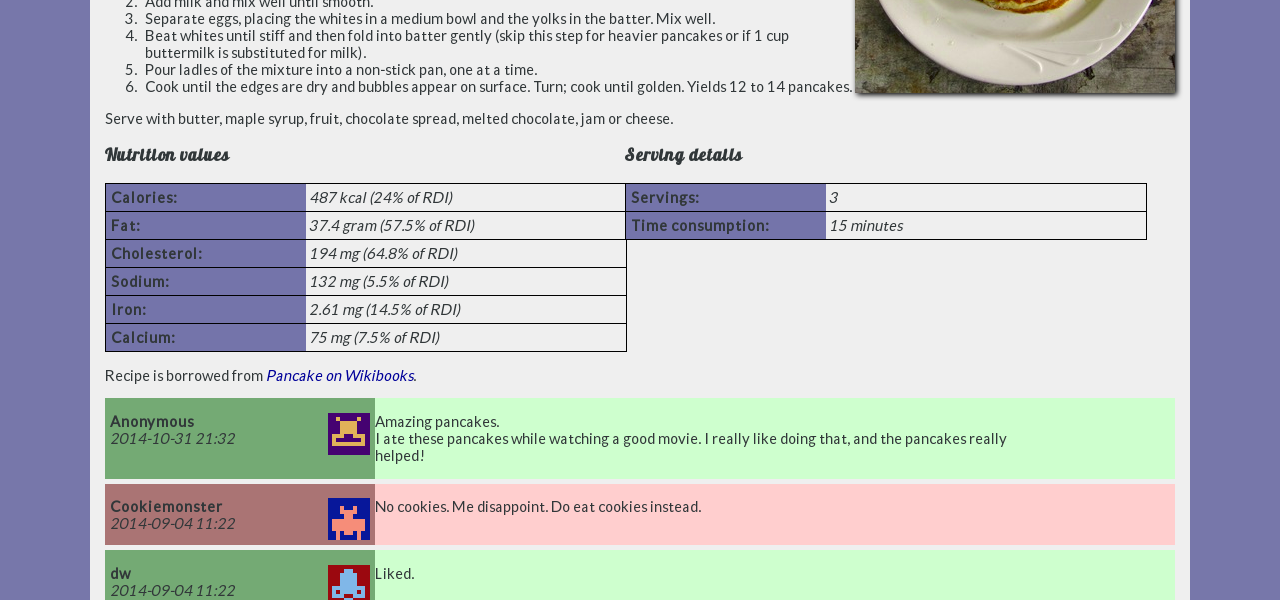 2. Add milk and mix well until smooth.
3. Separate eggs, placing the whites in a medium bowl and the yolks in the batter. Mix well.
4. Beat whites until stiff and then fold into batter gently (skip this step for heavier pancakes or if 1 cup
buttermilk is substituted for milk).
5. Pour ladles of the mixture into a non-stick pan, one at a time.
6. Cook until the edges are dry and bubbles appear on surface. Turn; cook until golden. Yields 12 to 14 pancakes.
Serve with butter, maple syrup, fruit, chocolate spread, melted chocolate, jam or cheese.
Nutrition values
Calories: 487 kcal (24% of RDI)
Fat: 37.4 gram (57.5% of RDI)
Cholesterol: 194 mg (64.8% of RDI)
Sodium: 132 mg (5.5% of RDI)
Iron: 2.61 mg (14.5% of RDI)
Calcium: 75 mg (7.5% of RDI)
Serving details
Servings: 3
Time consumption: 15 minutes
Recipe is borrowed from Pancake on Wikibooks.
Anonymous
2014-10-31 21:32
Amazing pancakes.
I ate these pancakes while watching a good movie. I really like doing that, and the pancakes really
helped!
Cookiemonster
2014-09-04 11:22
No cookies. Me disappoint. Do eat cookies instead.
dw
2014-09-04 11:22
Liked.